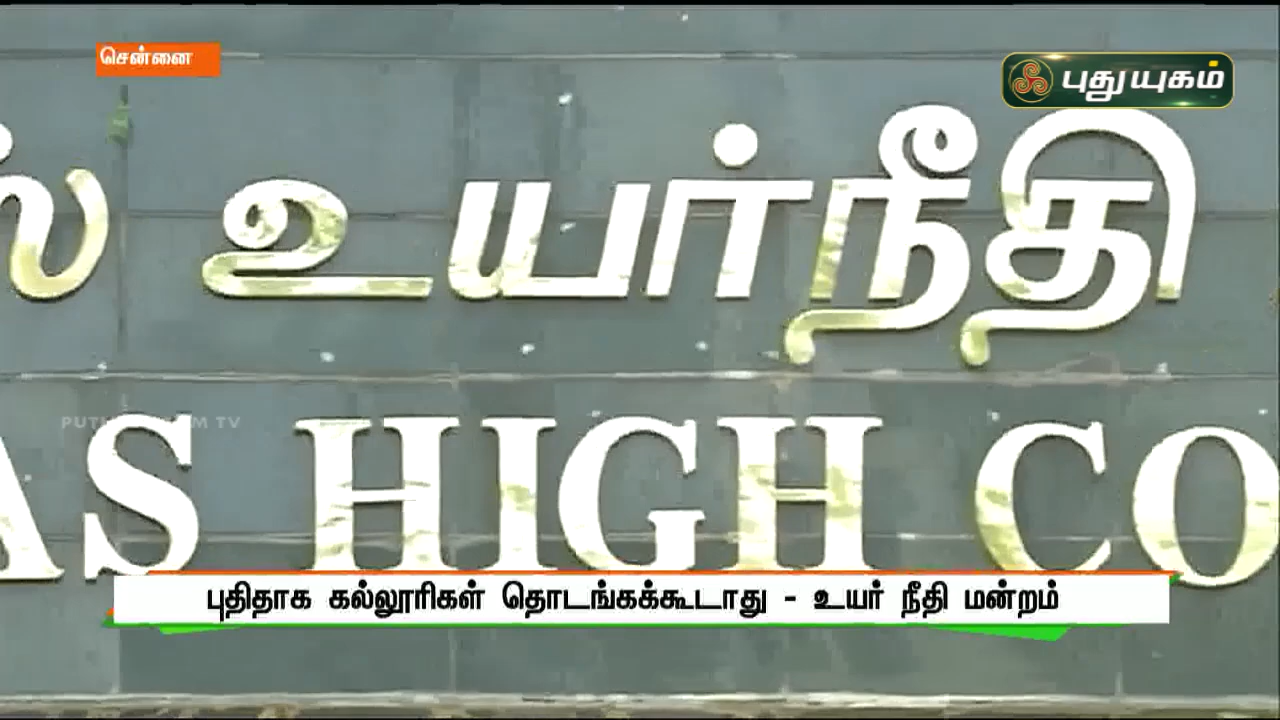 சென்னை
புதுயுகம்
ல் உயர்நீதி
AS HIGH CO
புதிதாக கல்லூரிகள் தொடங்கக்கூடாது - உயர் நீதி மன்றம்